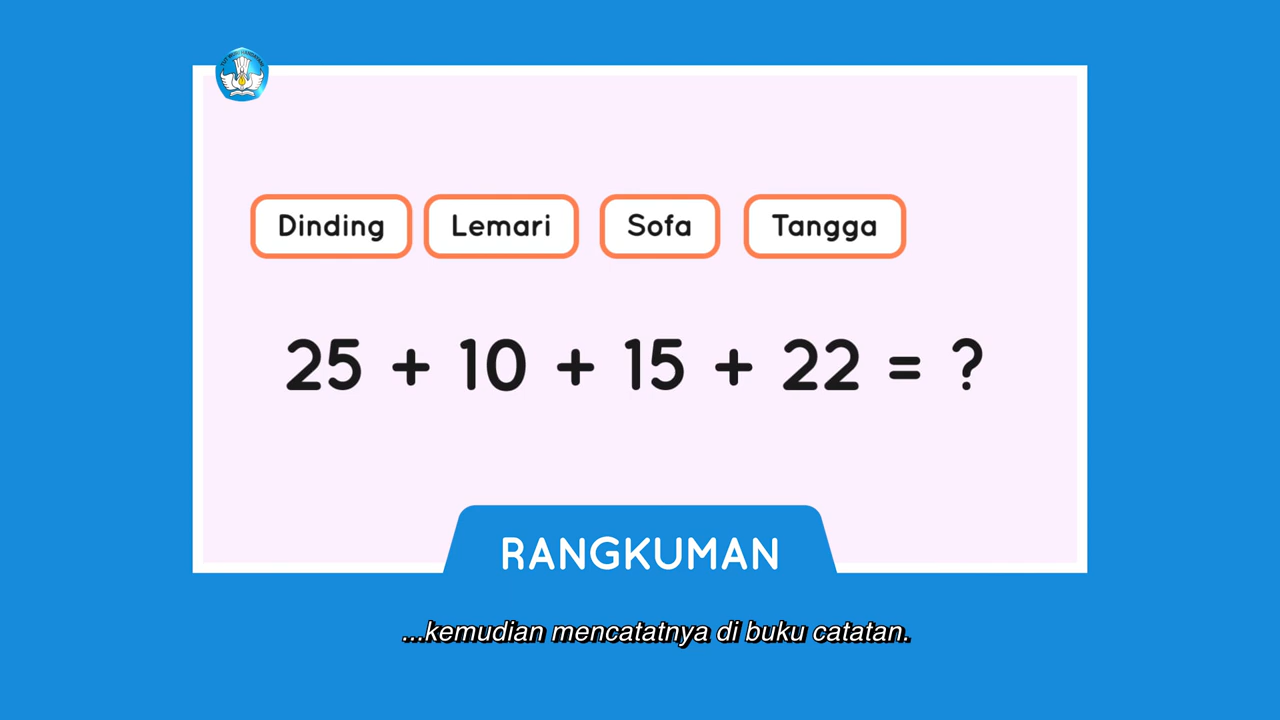 Dinding Lemari Sofa Tangga
25 + 10 + 15 + 22 = ?
RANGKUMAN
...kemudian mencatatnya di buku catatan.